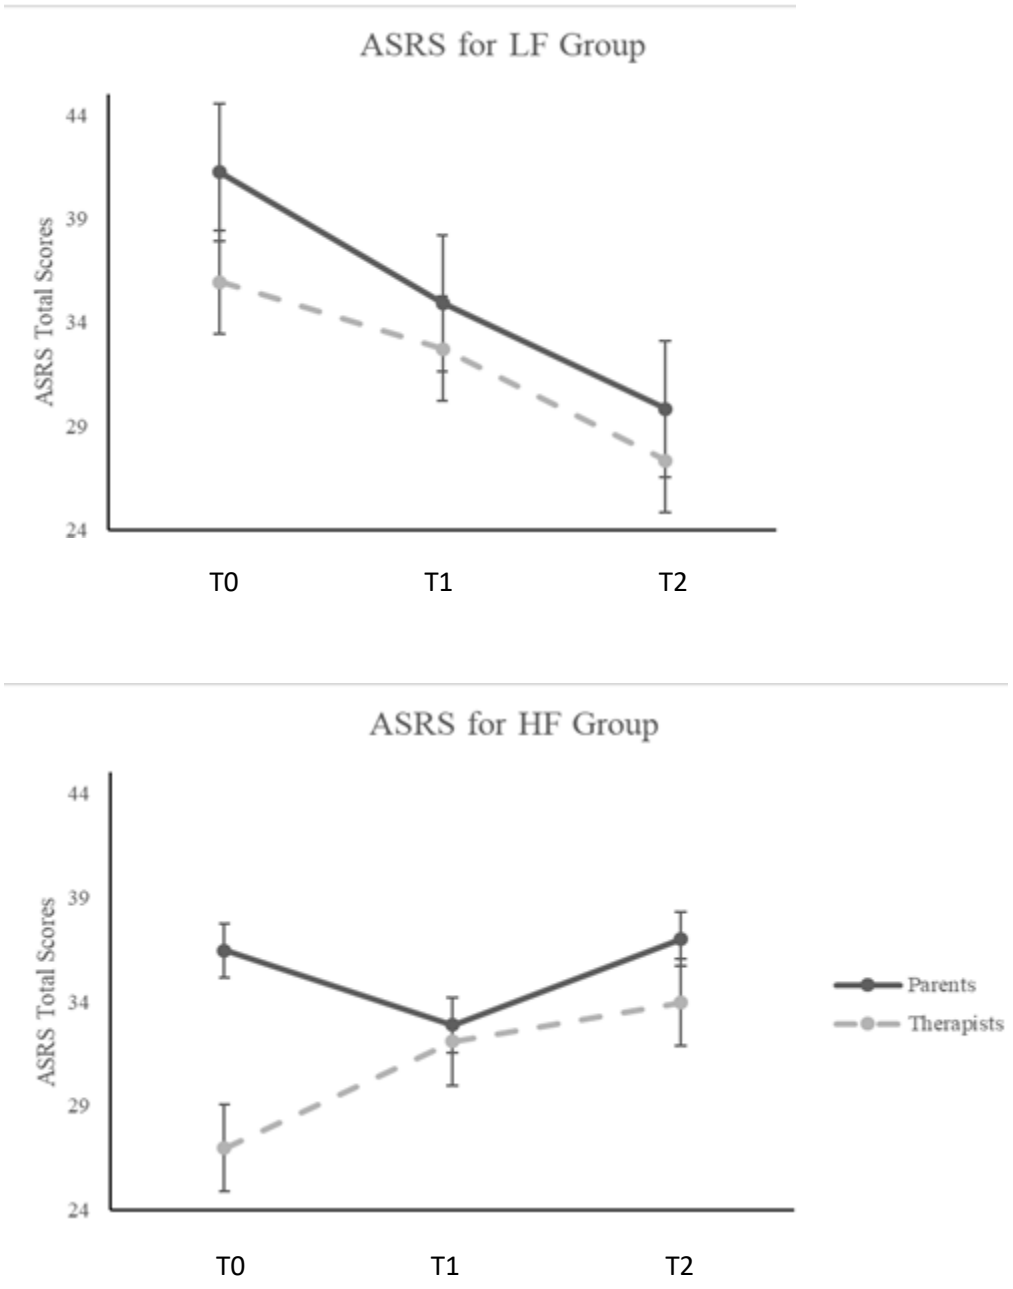 ASRS for LF Group
ASRS Total Scores
44
39
34
29
24
T0 T1 T2
ASRS for HF Group
ASRS Total Scores
44
39
34
29
24
T0 T1 T2
Parents
Therapists